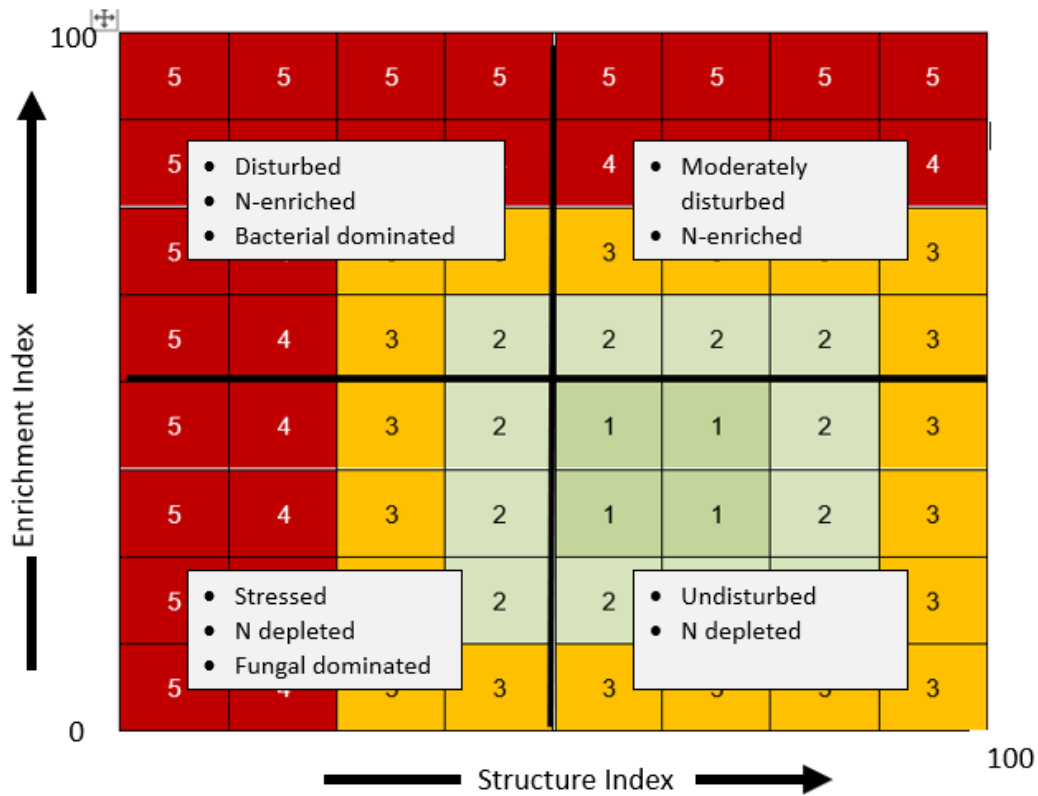 100
5 5 5 5 5 5 5 5
5 4 4
• Disturbed
• N-enriched
• Bacterial dominated
• Moderately
disturbed
• N-enriched
5 3 3
5 4 3 2 2 2 2 3
5 4 3 2 1 1 2 3
5 4 3 2 1 1 2 3
5 2 2 3
• Stressed
• N depleted
• Fungal dominated
• Undisturbed
• N depleted
5 3 3 3
0
100
Enrichment Index
Structure Index